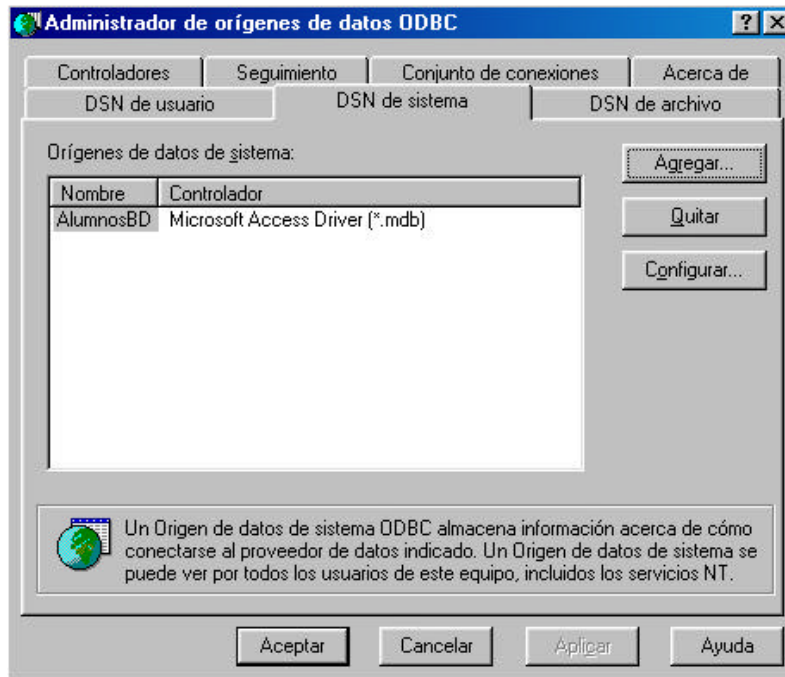 Administrador de orígenes de datos ODBC
Controladores Seguimiento Conjunto de conexiones Acerca de
DSN de usuario DSN de sistema DSN de archivo
Orígenes de datos de sistema:
Nombre Controlador
AlumnosBD Microsoft Access Driver (*.mdb)
Agregar...
Quitar
Configurar...
Un Origen de datos de sistema ODBC almacena información acerca de cómo
conectarse al proveedor de datos indicado. Un Origen de datos de sistema se
puede ver por todos los usuarios de este equipo, incluidos los servicios NT.
Aceptar Cancelar Aplicar Ayuda